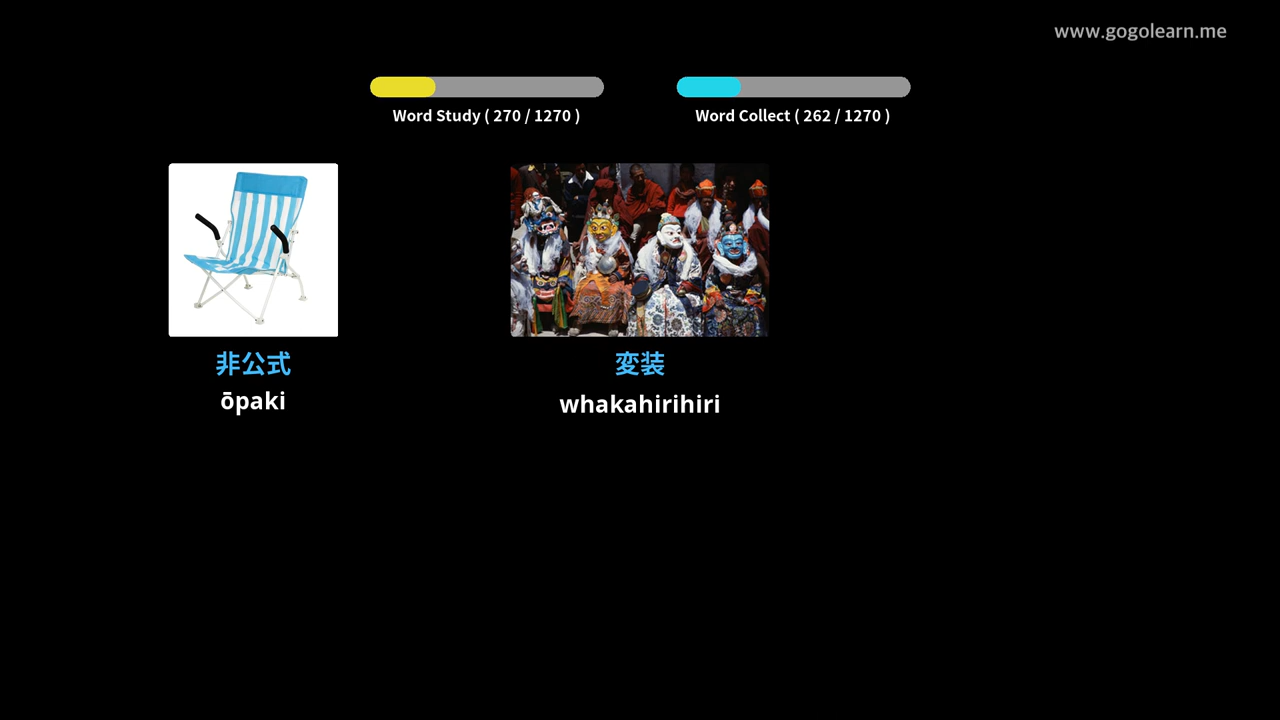 www.gogolearn.me
Word Study ( 270 / 1270 )
Word Collect ( 262 / 1270 )
非公式
ōpaki
変装
whakahirihiri